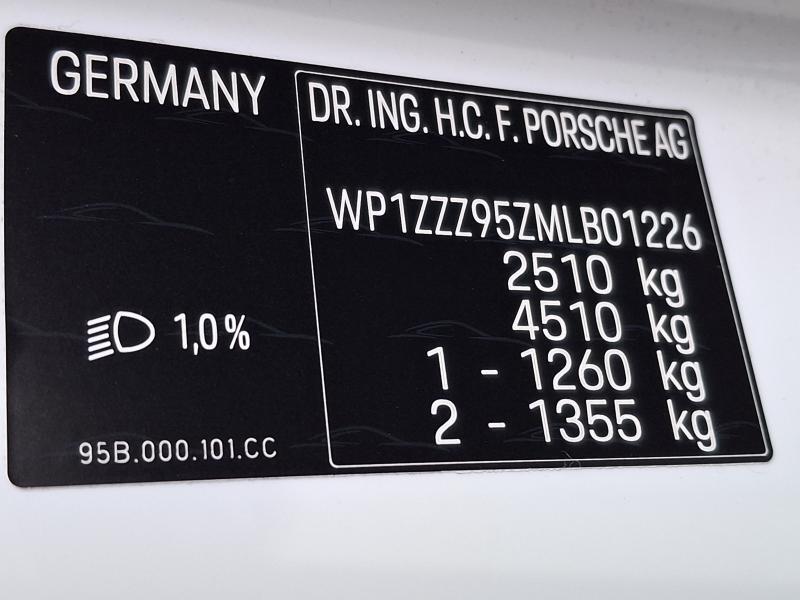 GERMANY
DR. ING. H.C. F. PORSCHE AG
WP1ZZZ95ZMLB01226
2510 kg
4510 kg
1 - 1260 kg
2 - 1355 kg
1,0%
95B.000.101.CC